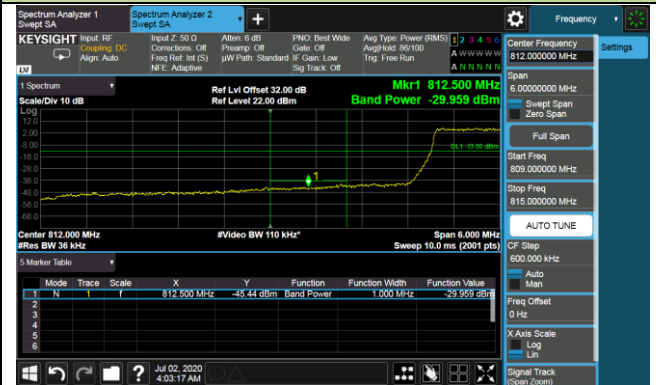 Spectrum Analyzer 1
Swept SA
Spectrum Analyzer 2
Swept SA
Frequency
KEYSIGHT
Input: RF
Coupling: DC
Align: Auto
Input Z: 50 Ω
Corrections: Off
Freq Ref: Int (S)
NFE: Adaptive
Atten: 6 dB
Preamp: Off
µW Path: Standard
PNO: Best Wide
Gate: Off
IF Gain: Low
Sig Track: Off
Avg Type: Power (RMS)
Avg|Hold: 86/100
Trig: Free Run
1 2 3 4 5 6
A W W W W W
A N N N N N
LXI
1 Spectrum
Scale/Div 10 dB
Ref Lvl Offset 32.00 dB
Ref Level 22.00 dBm
Mkr1 812.500 MHz
Band Power -29.959 dBm
Log
12.0
2.00
-8.00
-18.0
-28.0
-38.0
-48.0
-58.0
-68.0
DL1 -13.00 dBm
1
Center 812.000 MHz
#Res BW 36 kHz
#Video BW 110 kHz*
Span 6.000 MHz
Sweep 10.0 ms (2001 pts)
5 Marker Table
Mode Trace Scale X Y Function Function Width Function Value
1 N 1 f 812.500 MHz -45.44 dBm Band Power 1.000 MHz -29.959 dBm
2
3
4
5
6
Jul 02, 2020
4:03:17 AM
Center Frequency
812.000000 MHz
Settings
Span
6.00000000 MHz
Swept Span
Zero Span
Full Span
Start Freq
809.000000 MHz
Stop Freq
815.000000 MHz
AUTO TUNE
CF Step
600.000 kHz
Auto
Man
Freq Offset
0 Hz
X Axis Scale
Log
Lin
Signal Track
(Span Zoom)